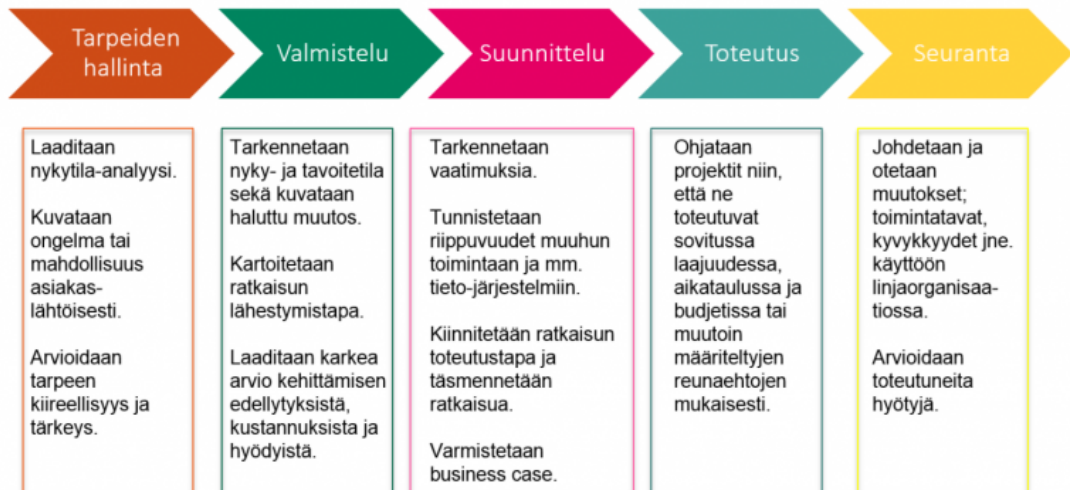 Tarpeiden
hallinta
Valmistelu
Suunnittelu
Toteutus
Seuranta
Laaditaan
nykytila-analyysi.
Kuvataan
ongelma tai
mahdollisuus
asiakas-
lähtöisesti.
Arvioidaan
tarpeen
kiireellisyys ja
tärkeys.
Tarkennetaan
nyky- ja tavoitetila
sekä kuvataan
haluttu muutos.
Kartoitetaan
ratkaisun
lähestymistapa.
Laaditaan karkea
arvio kehittämisen
edellytyksistä,
kustannuksista ja
hyödyistä.
Tarkennetaan
vaatimuksia.
Tunnistetaan
riippuvuudet muuhun
toimintaan ja mm.
tieto-järjestelmiin.
Kiinnitetään ratkaisun
toteutustapa ja
täsmennetään
ratkaisua.
Varmistetaan
business case.
Ohjataan
projektit niin,
että ne
toteutuvat
sovitussa
laajuudessa,
aikataulussa ja
budjetissa tai
muutoin
määriteltyjen
reunaehtojen
mukaisesti.
Johdetaan ja
otetaan
muutokset;
toimintatavat,
kyvykkyydet jne.
käyttöön
linjaorganisaa-
tiossa.
Arvioidaan
toteutuneita
hyötyjä.